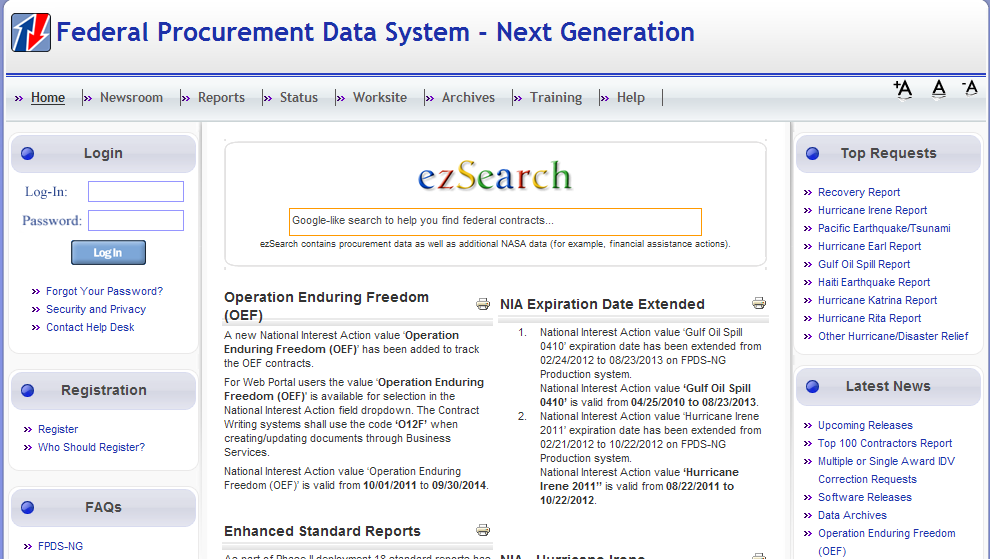 Federal Procurement Data System - Next Generation
Home Newsroom Reports Status Worksite Archives Training Help
+A A -A
Login
Log-In:
Password:
Log In
Forgot Your Password?
Security and Privacy
Contact Help Desk
Registration
Register
Who Should Register?
FAQs
FPDS-NG
ezSearch
Google-like search to help you find federal contracts...
ezSearch contains procurement data as well as additional NASA data (for example, financial assistance actions).
Operation Enduring Freedom
(OEF)
A new National Interest Action value 'Operation
Enduring Freedom (OEF)' has been added to track
the OEF contracts.
For Web Portal users the value 'Operation Enduring
Freedom (OEF)' is available for selection in the
National Interest Action field dropdown. The Contract
Writing systems shall use the code 'O12F' when
creating/updating documents through Business
Services.
National Interest Action value 'Operation Enduring
Freedom (OEF)' is valid from 10/01/2011 to 09/30/2014.
Enhanced Standard Reports
As part of Phase II deployment 18 standard reports has
NIA Expiration Date Extended
1. National Interest Action value 'Gulf Oil Spill
0410' expiration date has been extended from
02/24/2012 to 08/23/2013 on FPDS-NG
Production system.
National Interest Action value 'Gulf Oil Spill
0410' is valid from 04/25/2010 to 08/23/2013.
2. National Interest Action value 'Hurricane Irene
2011' expiration date has been extended from
02/21/2012 to 10/22/2012 on FPDS-NG
Production system.
National Interest Action value 'Hurricane
Irene 2011" is valid from 08/22/2011 to
10/22/2012.
NIA - Hurricane Irene
Top Requests
Recovery Report
Hurricane Irene Report
Pacific Earthquake/Tsunami
Hurricane Earl Report
Gulf Oil Spill Report
Haiti Earthquake Report
Hurricane Katrina Report
Hurricane Rita Report
Other Hurricane/Disaster Relief
Latest News
Upcoming Releases
Top 100 Contractors Report
Multiple or Single Award IDV
Correction Requests
Software Releases
Data Archives
Operation Enduring Freedom
(OEF)